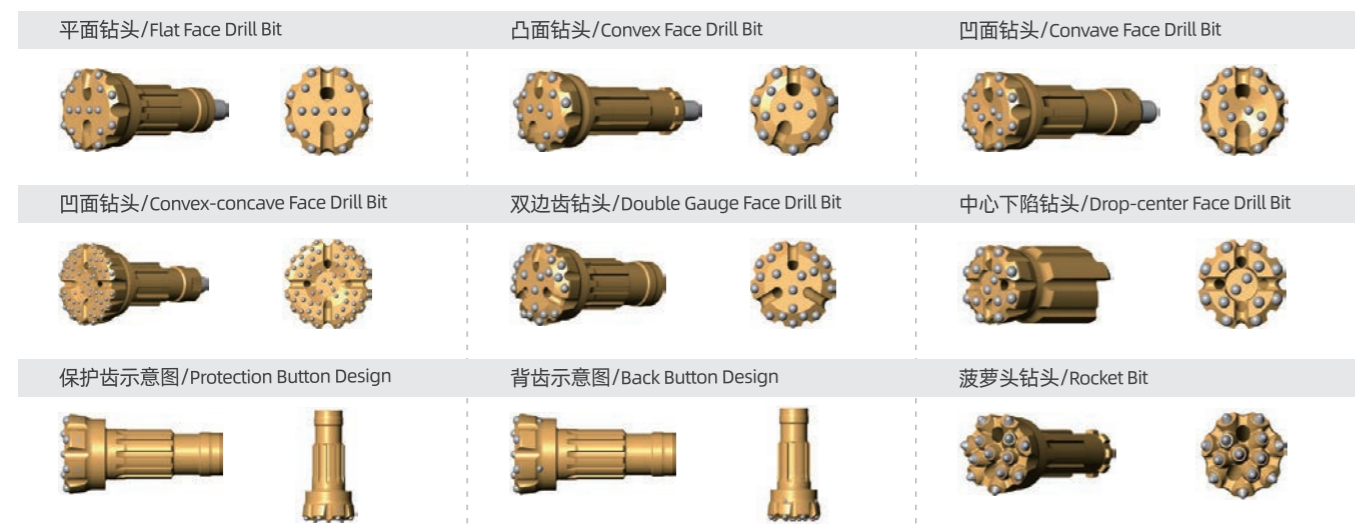 平面钻头/Flat Face Drill Bit
凸面钻头/Convex Face Drill Bit
凹面钻头/Convave Face Drill Bit
凹面钻头/Convex-concave Face Drill Bit
双边齿钻头/Double Gauge Face Drill Bit
中心下陷钻头/Drop-center Face Drill Bit
保护齿示意图/Protection Button Design
背齿示意图/Back Button Design
菠萝头钻头/Rocket Bit